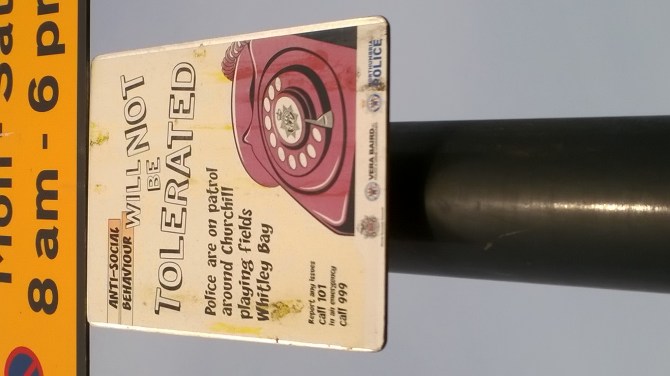 Mon - Sat
8 am - 6 pm
ANTI-SOCIAL
BEHAVIOUR
WILL NOT
BE
TOLERATED
Police are on patrol
around Churchill
playing fields
Whitley Bay
Report any issues
call 101
in an emergency
call 999
VERA BAIRD
NORTHUMBRIA
POLICE